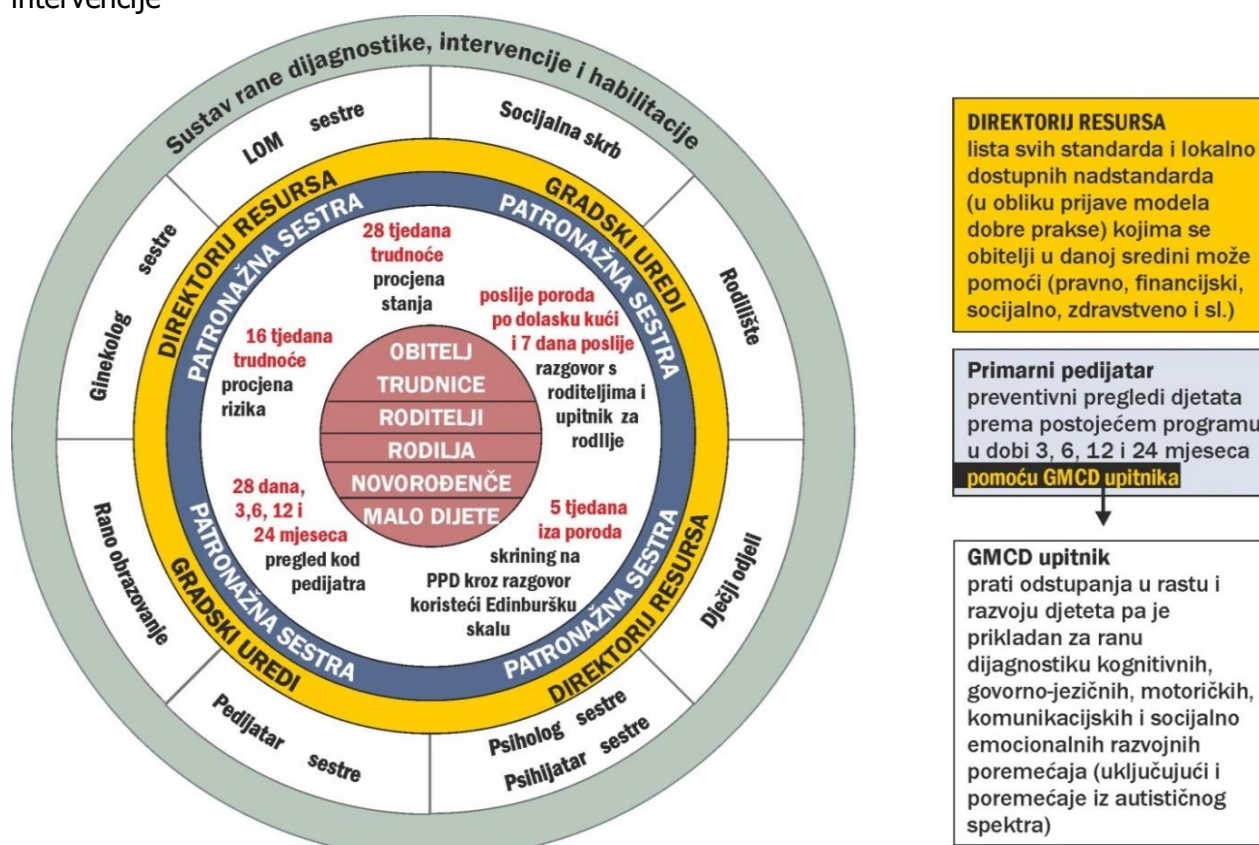 intervencije
Sustav rane dijagnostike, intervencije i habilitacije
LOM sestre
Socijalna skrb
Ginekolog sestre
Rodilište
Rano obrazovanje
Dječji odjeli
Pedijatar sestre
Psiholog sestre
Psihijatar sestre
DIREKTORIJ RESURSA
GRADSKI UREDI
GRADSKI UREDI
DIREKTORIJ RESURSA
PATRONAŽNA SESTRA
PATRONAŽNA SESTRA
PATRONAŽNA SESTRA
PATRONAŽNA SESTRA
28 tjedana
trudnoće
procjena
stanja
16 tjedana
trudnoće
procjena
rizika
poslije poroda
po dolasku kući
i 7 dana poslije
razgovor s
roditeljima i
upitnik za
rodilje
OBITELJ
TRUDNICE
RODITELJI
RODILJA
NOVOROĐENČE
MALO DIJETE
28 dana,
3,6, 12 i
24 mjeseca
pregled kod
pedijatra
5 tjedana
iza poroda
skrining na
PPD kroz razgovor
koristeći Edinburšku
skalu
DIREKTORIJ RESURSA
lista svih standarda i lokalno
dostupnih nadstandarda
(u obliku prijave modela
dobre prakse) kojima se
obitelji u danoj sredini može
pomoći (pravno, financijski,
socijalno, zdravstveno i sl.)
Primarni pedijatar
preventivni pregledi djetata
prema postojećem programu
u dobi 3, 6, 12 i 24 mjeseca
pomoću GMCD upitnika
GMCD upitnik
prati odstupanja u rastu i
razvoju djeteta pa je
prikladan za ranu
dijagnostiku kognitivnih,
govorno-jezičnih, motoričkih,
komunikacijskih i socijalno
emocionalnih razvojnih
poremećaja (uključujući i
poremećaje iz autističnog
spektra)